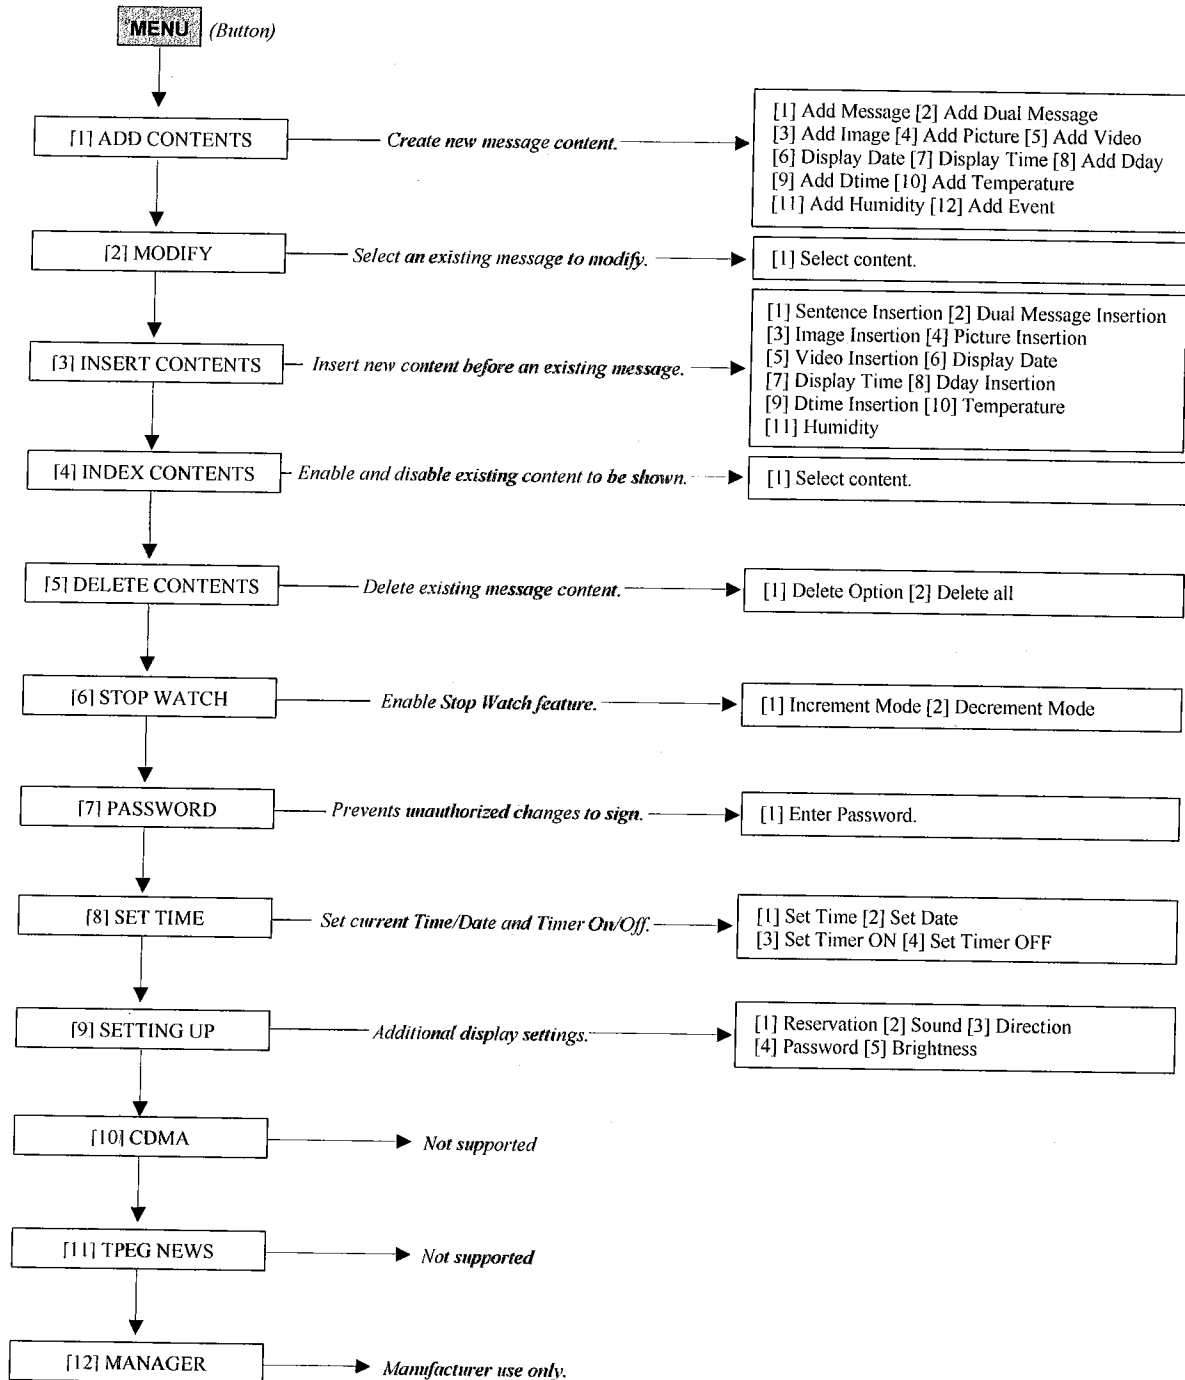 MENU (Button)
[1] ADD CONTENTS
Create new message content.
[1] Add Message [2] Add Dual Message
[3] Add Image [4] Add Picture [5] Add Video
[6] Display Date [7] Display Time [8] Add Dday
[9] Add Dtime [10] Add Temperature
[11] Add Humidity [12] Add Event
[2] MODIFY
Select an existing message to modify.
[1] Select content.
[3] INSERT CONTENTS
Insert new content before an existing message.
[1] Sentence Insertion [2] Dual Message Insertion
[3] Image Insertion [4] Picture Insertion
[5] Video Insertion [6] Display Date
[7] Display Time [8] Dday Insertion
[9] Dtime Insertion [10] Temperature
[11] Humidity
[4] INDEX CONTENTS
Enable and disable existing content to be shown.
[1] Select content.
[5] DELETE CONTENTS
Delete existing message content.
[1] Delete Option [2] Delete all
[6] STOP WATCH
Enable Stop Watch feature.
[1] Increment Mode [2] Decrement Mode
[7] PASSWORD
Prevents unauthorized changes to sign.
[1] Enter Password.
[8] SET TIME
Set current Time/Date and Timer On/Off.
[1] Set Time [2] Set Date
[3] Set Timer ON [4] Set Timer OFF
[9] SETTING UP
Additional display settings.
[1] Reservation [2] Sound [3] Direction
[4] Password [5] Brightness
[10] CDMA
Not supported
[11] TPEG NEWS
Not supported
[12] MANAGER
Manufacturer use only.